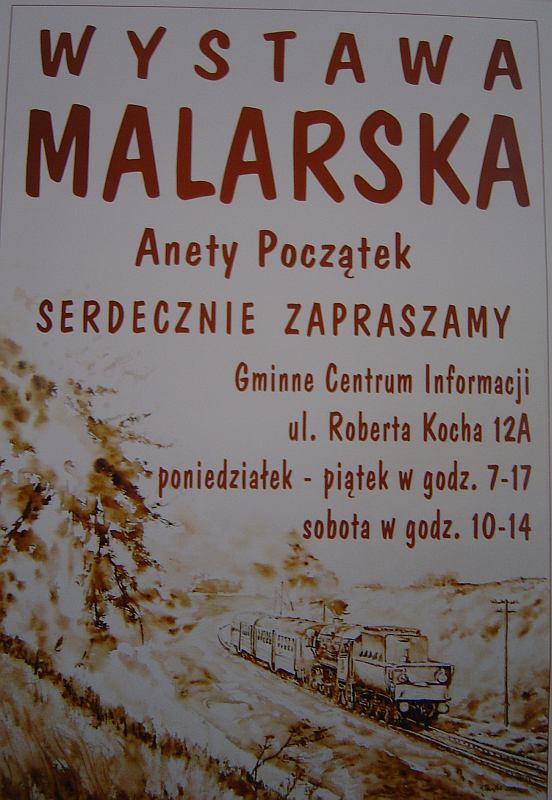 WYSTAWA
MALARSKA
Anety Początek
SERDECZNIE ZAPRASZAMY
Gminne Centrum Informacji
ul. Roberta Kocha 12A
poniedziałek - piątek w godz. 7-17
sobota w godz. 10-14